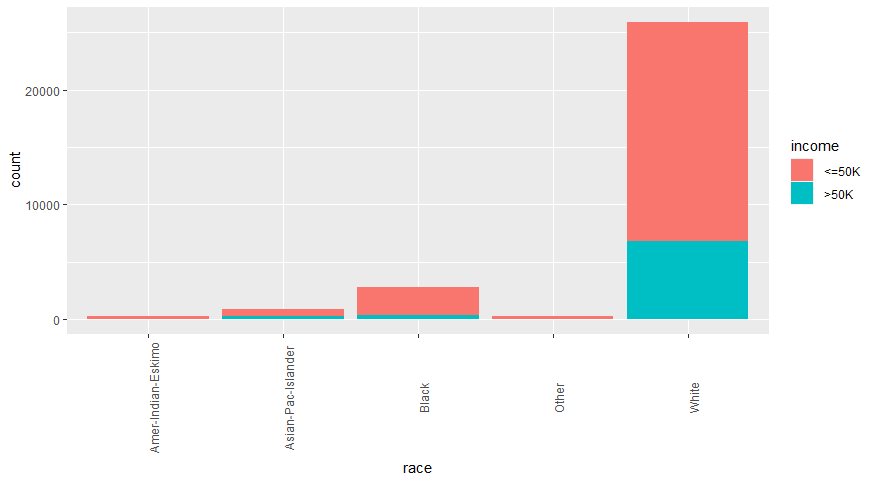 count
20000
10000
0
Amer-Indian-Eskimo
Asian-Pac-Islander
Black
Other
White
race
income
<=50K
>50K